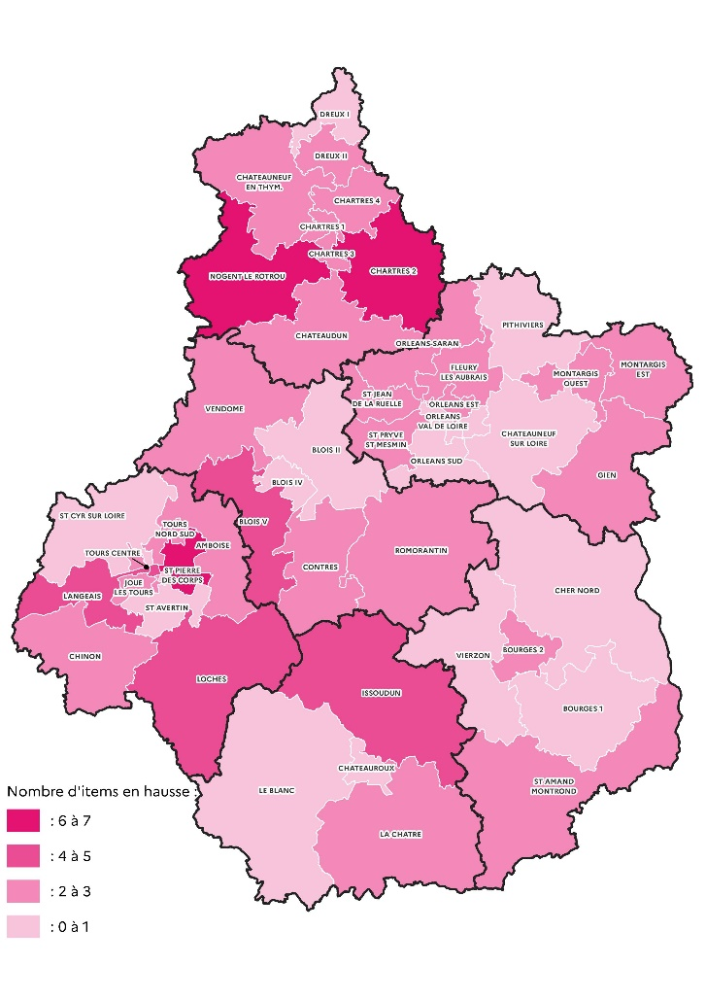 DREUX I
DREUX II
CHATEAUNEUF
EN THYM.
CHARTRES 4
CHARTRES 1
CHARTRES 3
CHARTRES 2
NOGENT LE ROTROU
CHATEAUDUN
ORLEANS-SARAN
PITHIVIERS
FLEURY
LES AUBRAIS
MONTARGIS
OUEST
MONTARGIS
EST
ST JEAN
DE LA RUELLE
ORLEANS EST
ORLEANS
VAL DE LOIRE
ST PRYVE
ST MESMIN
CHATEAUNEUF
SUR LOIRE
ORLEANS SUD
GIEN
VENDOME
BLOIS II
BLOIS IV
BLOIS V
ST CYR SUR LOIRE
TOURS
NORD SUD
AMBOISE
TOURS CENTRE
ST PIERRE
DES CORPS
JOUE
LES TOURS
LANGEAIS
ST AVERTIN
CONTRES
ROMORANTIN
CHER NORD
CHINON
LOCHES
VIERZON
BOURGES 2
BOURGES 1
ISSOUDUN
CHATEAUROUX
LE BLANC
ST AMAND
MONTROND
LA CHATRE
Nombre d'items en hausse :
: 6 à 7
: 4 à 5
: 2 à 3
: 0 à 1